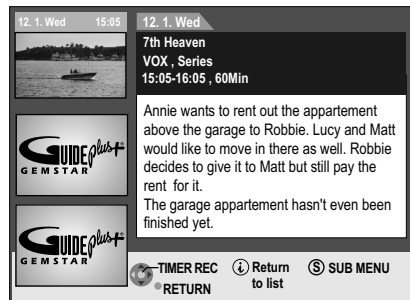 12. 1. Wed 15:05
12. 1. Wed
7th Heaven
VOX , Series
15:05-16:05 , 60Min
Annie wants to rent out the appartement
above the garage to Robbie. Lucy and Matt
would like to move in there as well. Robbie
decides to give it to Matt but still pay the
rent for it.
The garage appartement hasn't even been
finished yet.
GUIDE Plus+
GEMSTAR
GUIDE Plus+
GEMSTAR
TIMER REC i Return S SUB MENU
RETURN to list